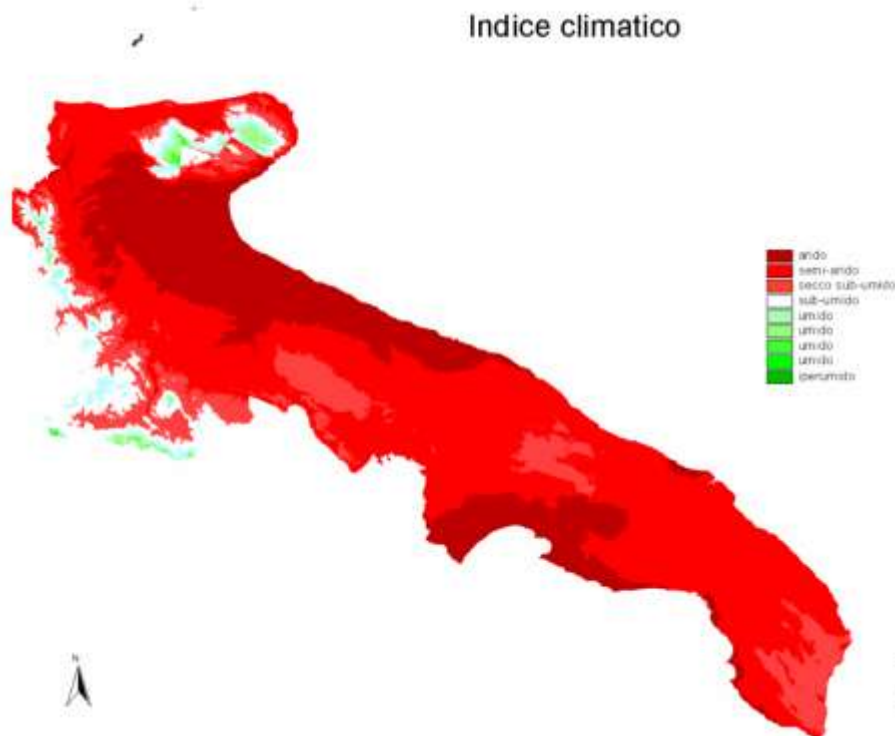 Indice climatico
arido
semi-arido
secco sub-umido
sub-umido
umido
umido
umido
umido
iperumido
N